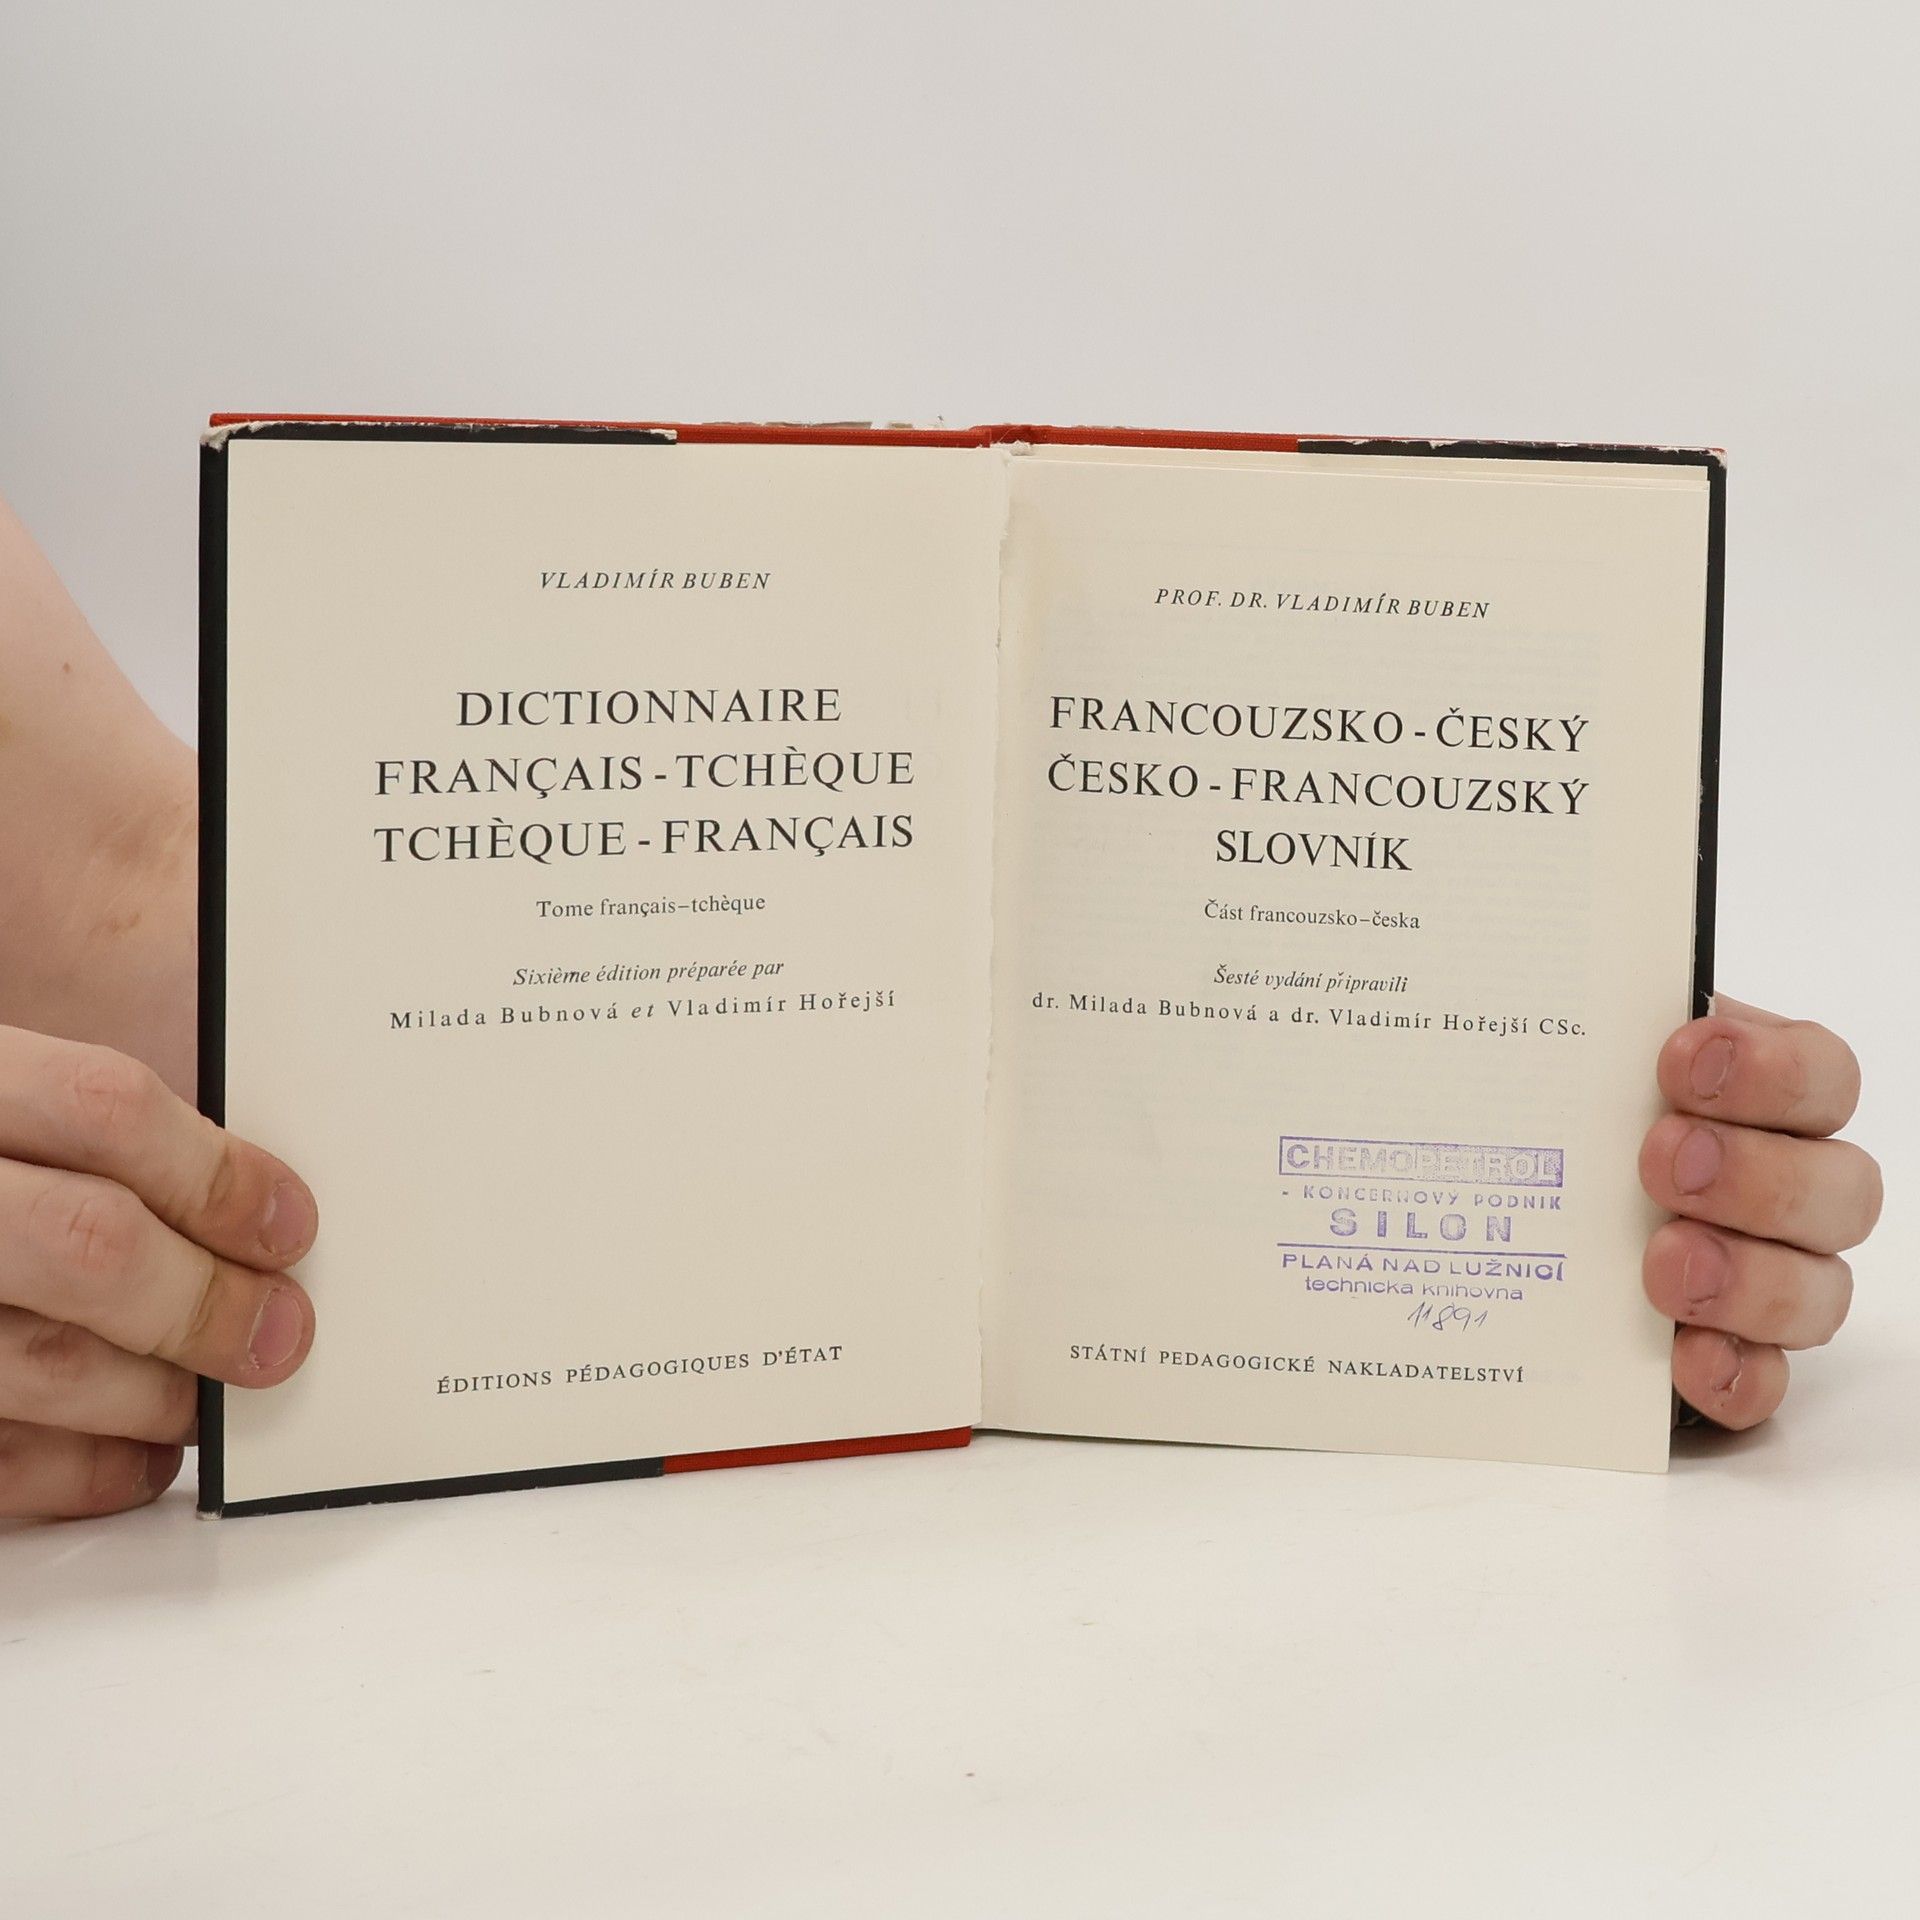 VLADIMÍR BUBEN
DICTIONNAIRE
FRANÇAIS-TCHÈQUE
TCHÈQUE-FRANÇAIS
Tome français–tchèque
Sixième édition préparée par
Milada Bubnová et Vladimír Hořejší
ÉDITIONS PÉDAGOGIQUES D'ÉTAT
PROF. DR. VLADIMÍR BUBEN
FRANCOUZSKO-ČESKÝ
ČESKO-FRANCOUZSKÝ
SLOVNÍK
Část francouzsko–česka
Šesté vydání připravili
dr. Milada Bubnová a dr. Vladimír Hořejší CSc.
CHEMOPETROL
- KONCERNOVÝ PODNIK
SILON
PLANÁ NAD LUŽNICÍ
technicka knihovna
11891
STÁTNÍ PEDAGOGICKÉ NAKLADATELSTVÍ